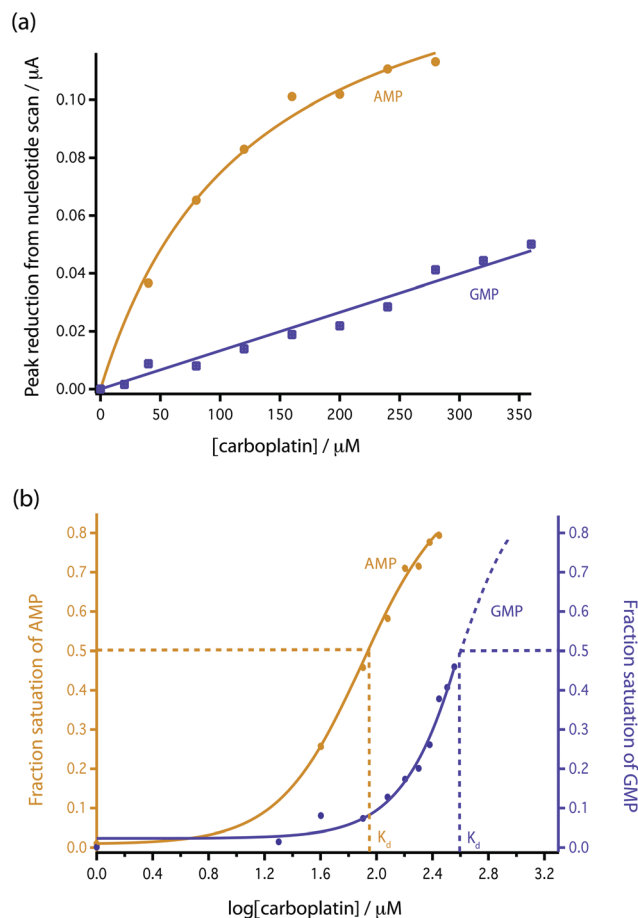 (a)
Peak reduction from nucleotide scan / μA
0.10
0.08
0.06
0.04
0.02
0.00
AMP
GMP
0 50 100 150 200 250 300 350
[carboplatin] / μM
(b)
Fraction satuation of AMP
0.8
0.7
0.6
0.5
0.4
0.3
0.2
0.1
0.0
AMP
GMP
K_d
K_d
0.8
0.7
0.6
0.5
0.4
0.3
0.2
0.1
0.0
Fraction satuation of GMP
0.0 0.4 0.8 1.2 1.6 2.0 2.4 2.8 3.2
log[carboplatin] / μM